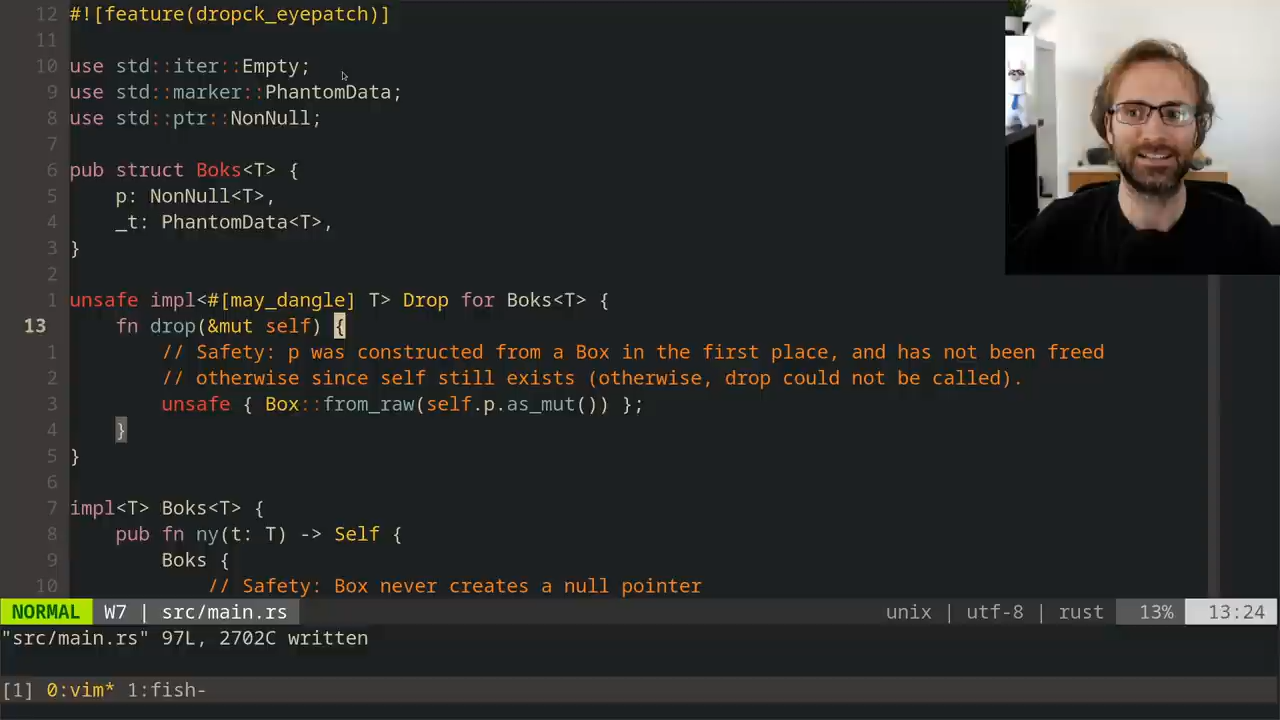 12 #![feature(dropck_eyepatch)]
11
10 use std::iter::Empty;
9 use std::marker::PhantomData;
8 use std::ptr::NonNull;
7
6 pub struct Boks<T> {
5     p: NonNull<T>,
4     _t: PhantomData<T>,
3 }
2
1 unsafe impl<#[may_dangle] T> Drop for Boks<T> {
13     fn drop(&mut self) {
1         // Safety: p was constructed from a Box in the first place, and has not been freed
2         // otherwise since self still exists (otherwise, drop could not be called).
3         unsafe { Box::from_raw(self.p.as_mut()) };
4     }
5 }
6
7 impl<T> Boks<T> {
8     pub fn ny(t: T) -> Self {
9         Boks {
10             // Safety: Box never creates a null pointer
NORMAL W7 | src/main.rs unix | utf-8 | rust 13% 13:24
"src/main.rs" 97L, 2702C written
[1] 0:vim* 1:fish-